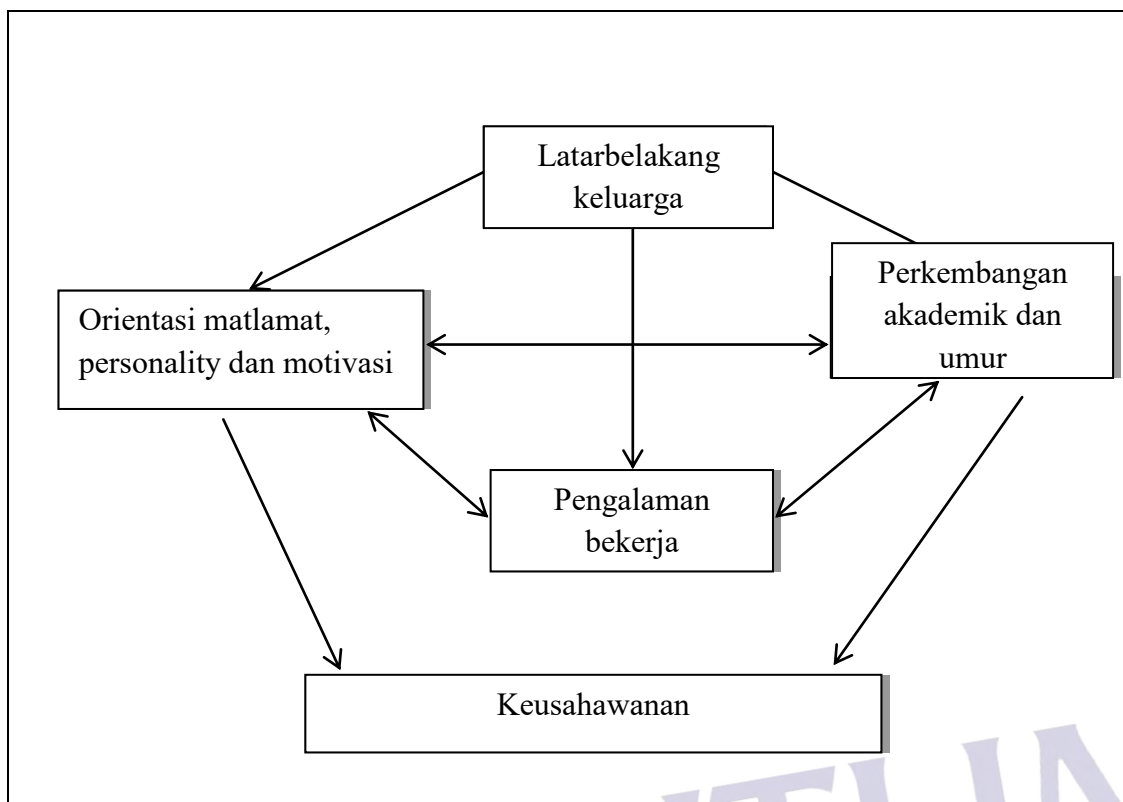 Latarbelakang
keluarga
Perkembangan
akademik dan
umur
Orientasi matlamat,
personality dan motivasi
Pengalaman
bekerja
Keusahawanan